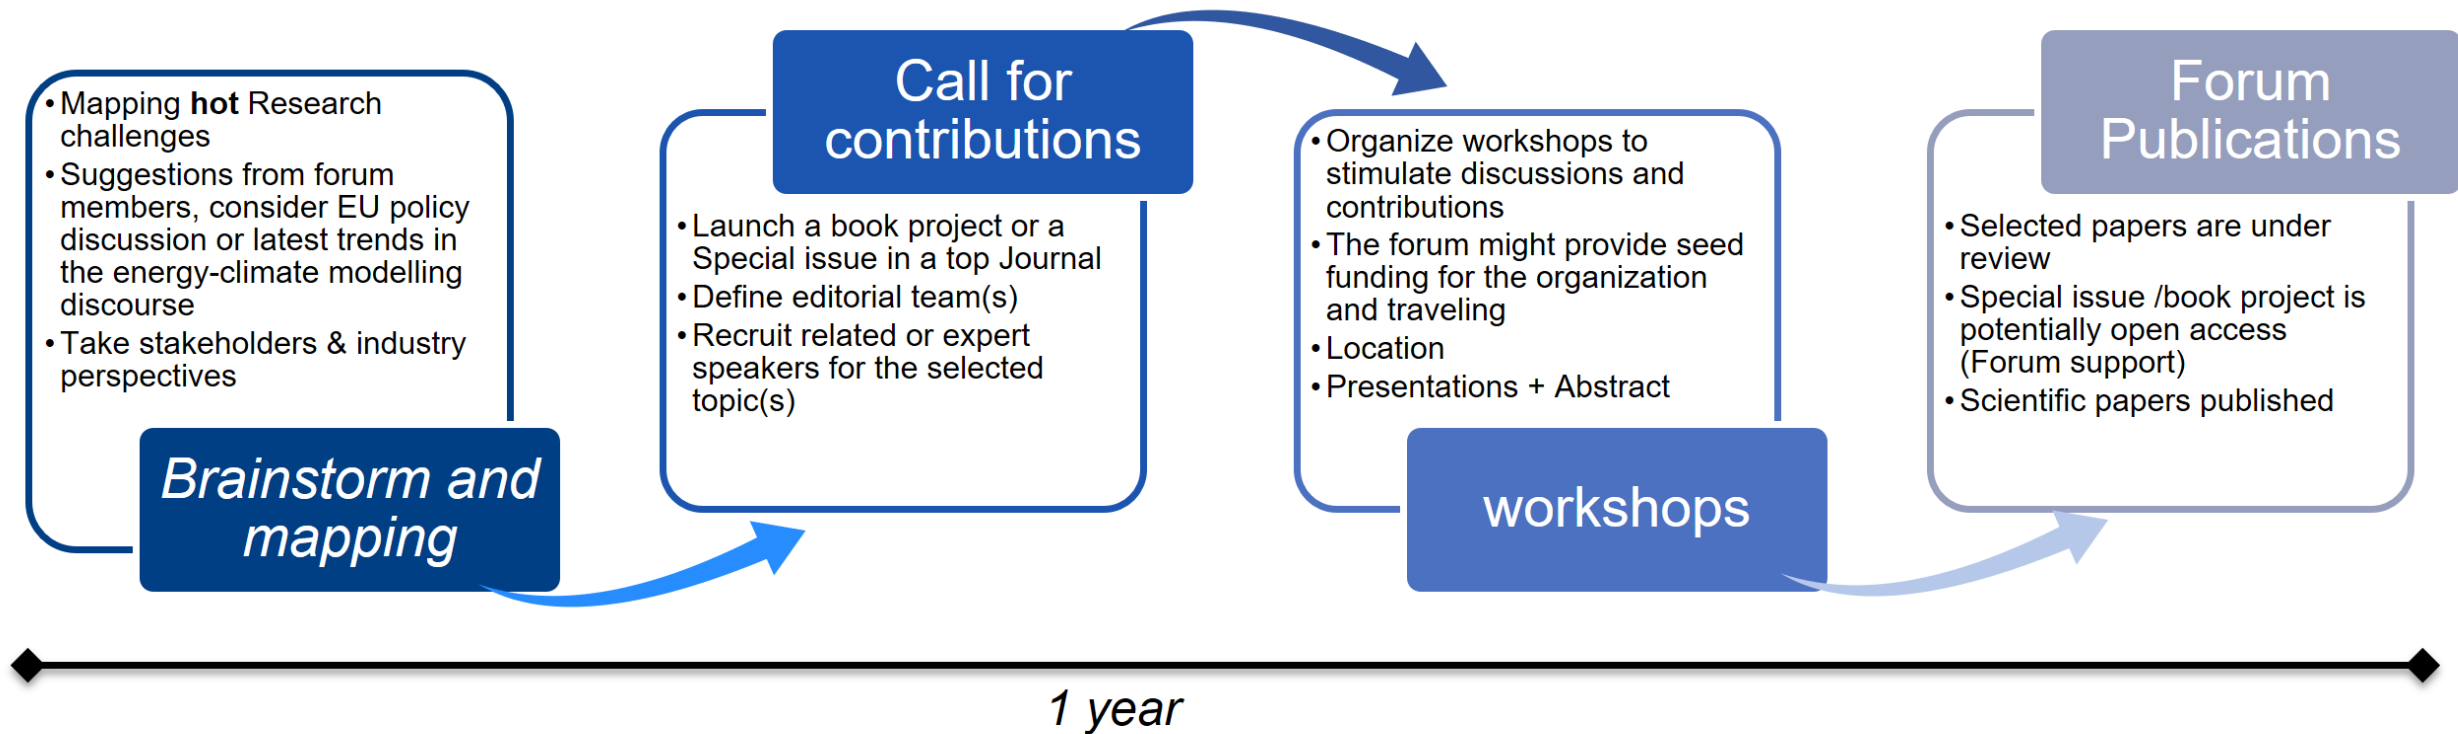 • Mapping hot Research
challenges
• Suggestions from forum
members, consider EU policy
discussion or latest trends in
the energy-climate modelling
discourse
• Take stakeholders & industry
perspectives
Brainstorm and
mapping
Call for
contributions
• Launch a book project or a
Special issue in a top Journal
• Define editorial team(s)
• Recruit related or expert
speakers for the selected
topic(s)
• Organize workshops to
stimulate discussions and
contributions
• The forum might provide seed
funding for the organization
and traveling
• Location
• Presentations + Abstract
workshops
Forum
Publications
• Selected papers are under
review
• Special issue /book project is
potentially open access
(Forum support)
• Scientific papers published
1 year